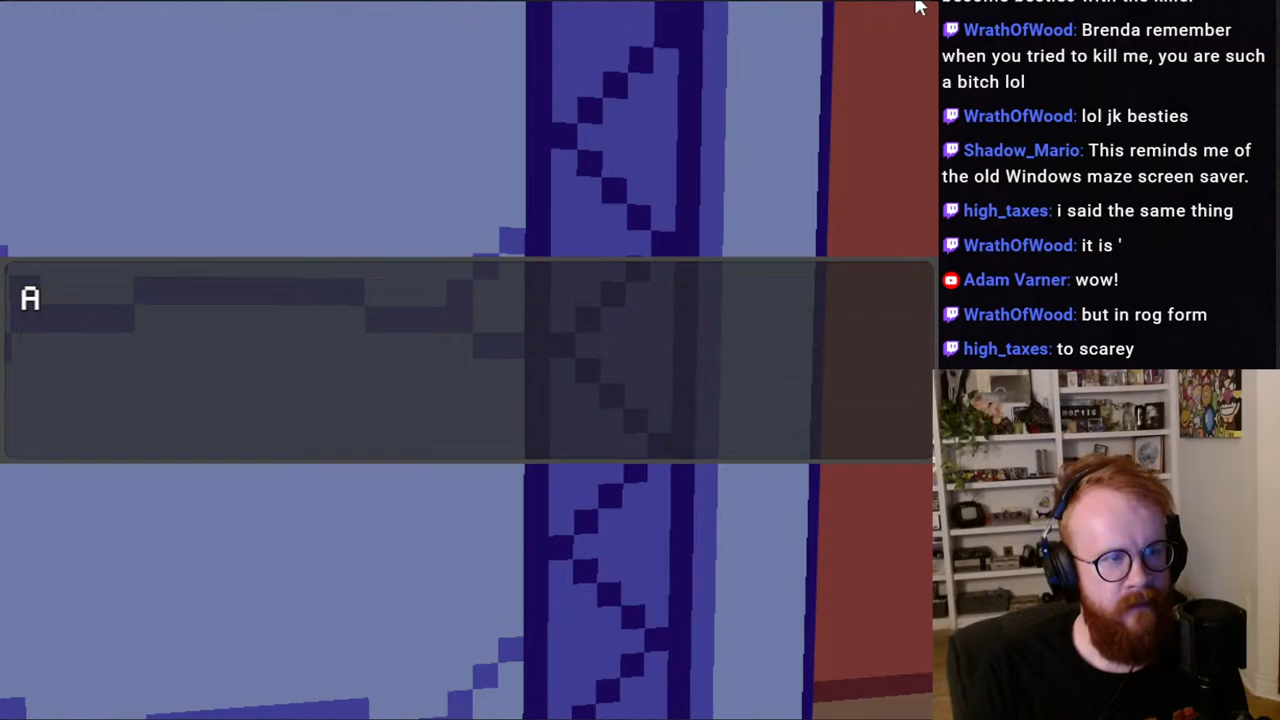 A
WrathOfWood: Brenda remember
when you tried to kill me, you are such
a bitch lol
WrathOfWood: lol jk besties
Shadow_Mario: This reminds me of
the old Windows maze screen saver.
high_taxes: i said the same thing
WrathOfWood: it is '
Adam Varner: wow!
WrathOfWood: but in rog form
high_taxes: to scarey
mortis